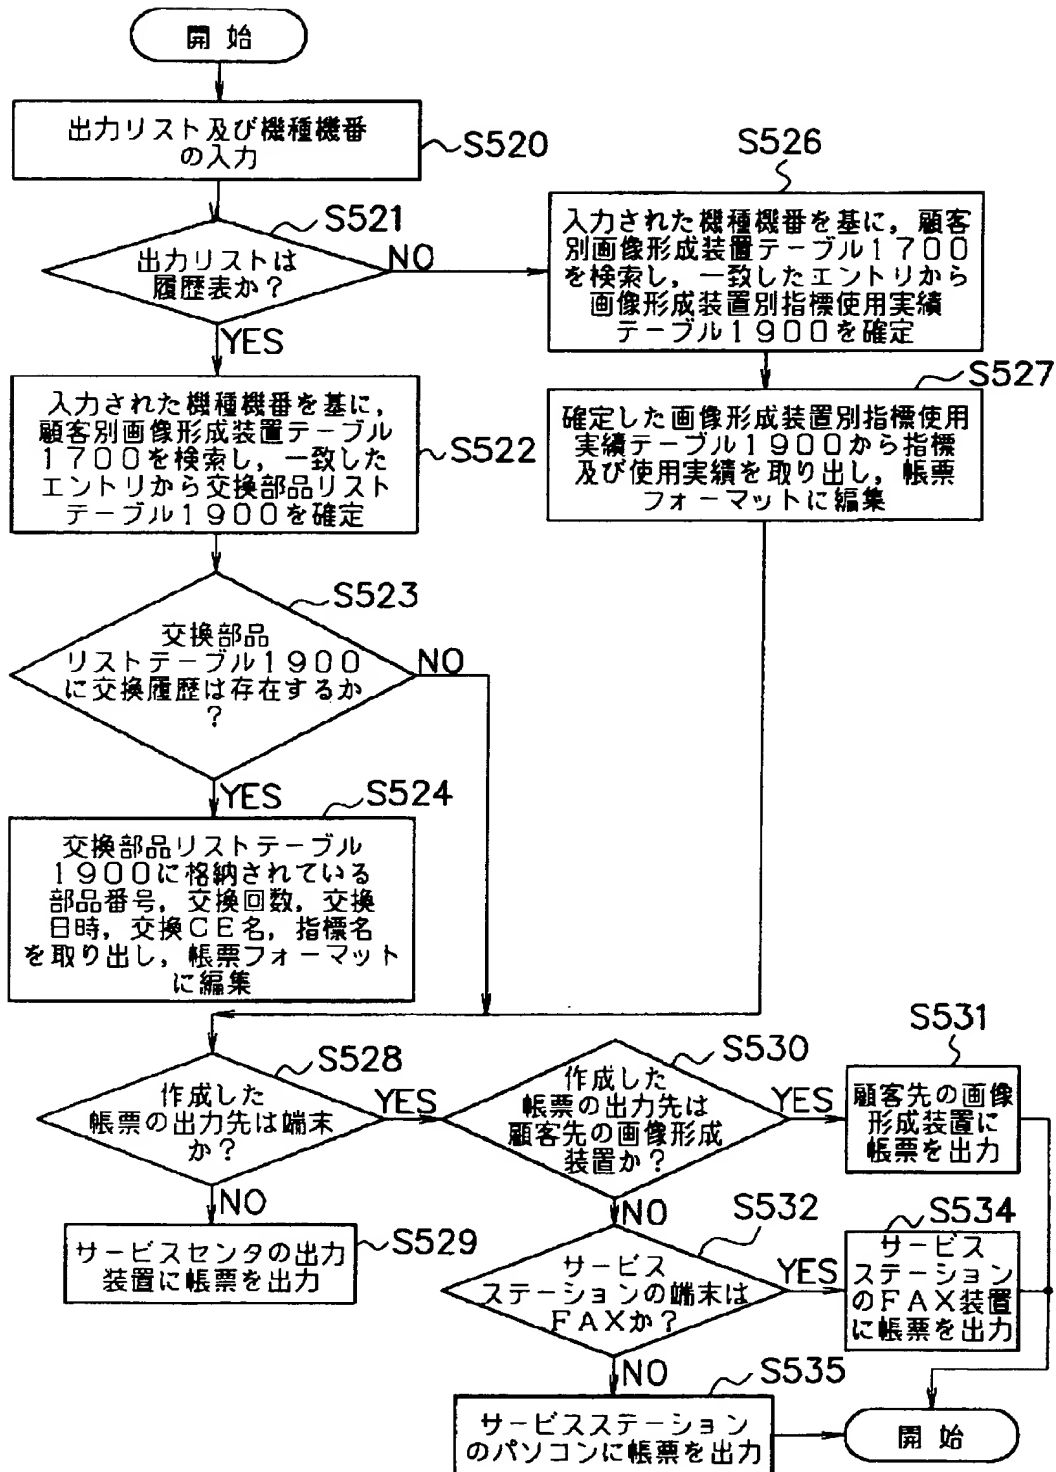 開始
出力リスト及び機種機番
の入力
S520
S521
出力リストは
履歴表か?
NO
YES
S526
入力された機種機番を基に,顧客
別画像形成装置テーブル1700
を検索し,一致したエントリから
画像形成装置別指標使用実績
テーブル1900を確定
S527
確定した画像形成装置別指標使用
実績テーブル1900から指標
及び使用実績を取り出し,帳票
フォーマットに編集
入力された機種機番を基に,
顧客別画像形成装置テーブル
1700を検索し,一致した
エントリから交換部品リスト
テーブル1900を確定
S522
S523
交換部品
リストテーブル1900
に交換履歴は存在するか
?
NO
YES
S524
交換部品リストテーブル
1900に格納されている
部品番号,交換回数,交換
日時,交換CE名,指標名
を取り出し,帳票フォーマット
に編集
S528
作成した
帳票の出力先は端末
か?
YES
NO
サービスセンタの出力
装置に帳票を出力
S529
S530
作成した
帳票の出力先は
顧客先の画像形成
装置か?
YES
NO
S531
顧客先の画像
形成装置に
帳票を出力
S532
サービス
ステーションの端末は
FAXか?
YES
NO
S534
サービス
ステーション
のFAX装置
に帳票を出力
S535
サービスステーション
のパソコンに帳票を出力
開始